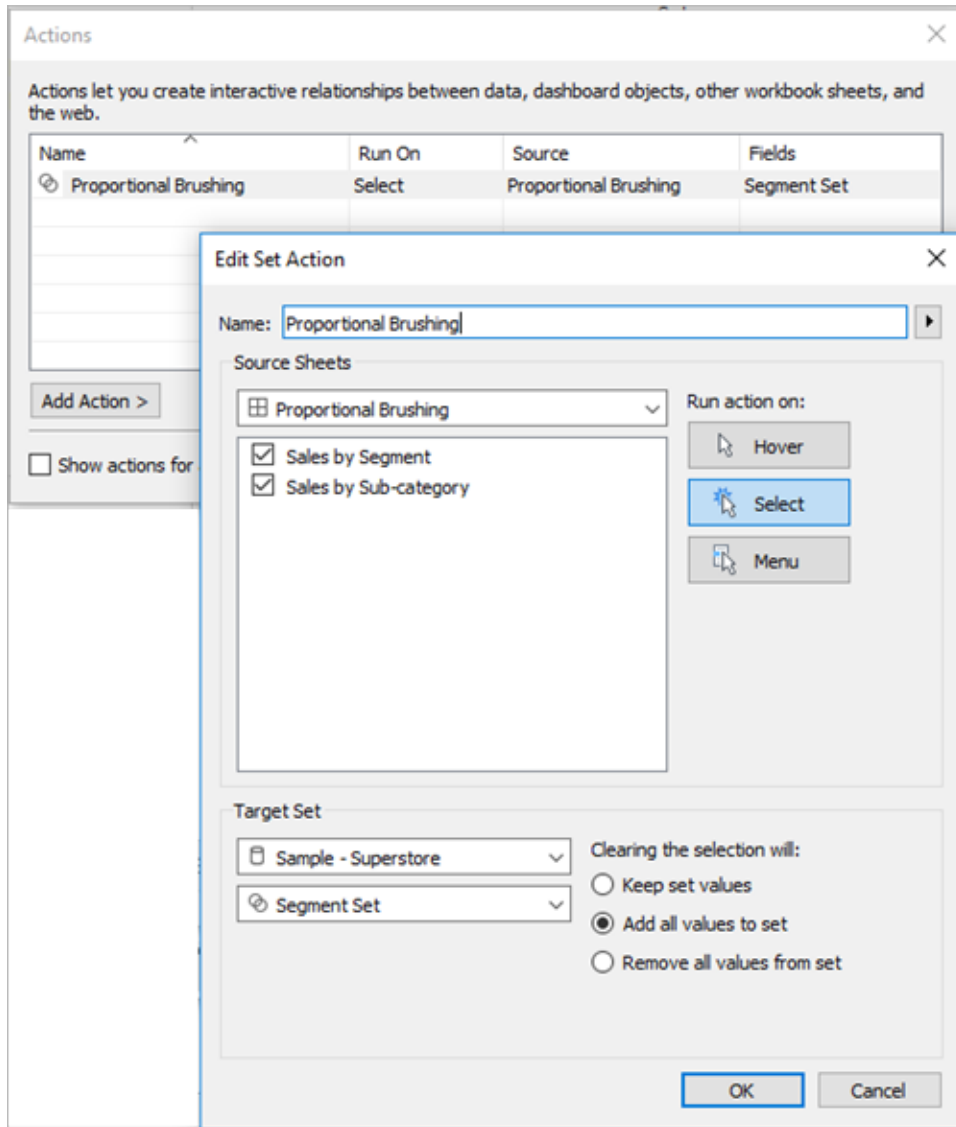 Actions
Actions let you create interactive relationships between data, dashboard objects, other workbook sheets, and
the web.
Name Run On Source Fields
Proportional Brushing Select Proportional Brushing Segment Set
Edit Set Action
Name: Proportional Brushing
Source Sheets
Add Action >
Proportional Brushing
Run action on:
Sales by Segment
Sales by Sub-category
Hover
Select
Menu
Show actions for
Target Set
Sample - Superstore
Segment Set
Clearing the selection will:
Keep set values
Add all values to set
Remove all values from set
OK Cancel